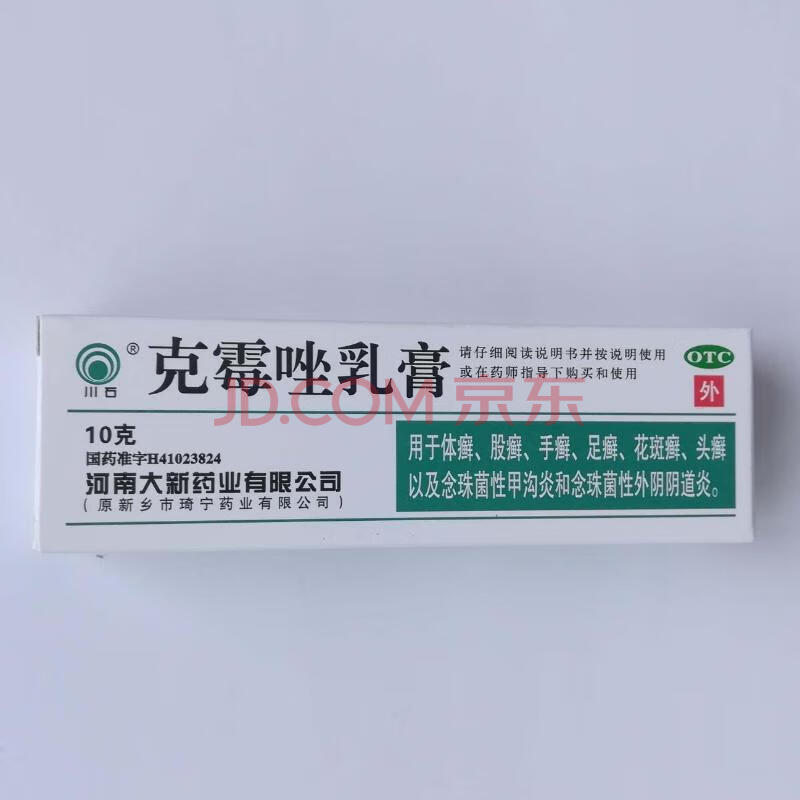 川石
®
克霉唑乳膏
请仔细阅读说明书并按说明使用
或在药师指导下购买和使用
OTC
外
JD.COM 京东
10克
国药准字H41023824
河南大新药业有限公司
(原新乡市琦宁药业有限公司)
用于体癣、股癣、手癣、足癣、花斑癣、头癣
以及念珠菌性甲沟炎和念珠菌性外阴阴道炎。